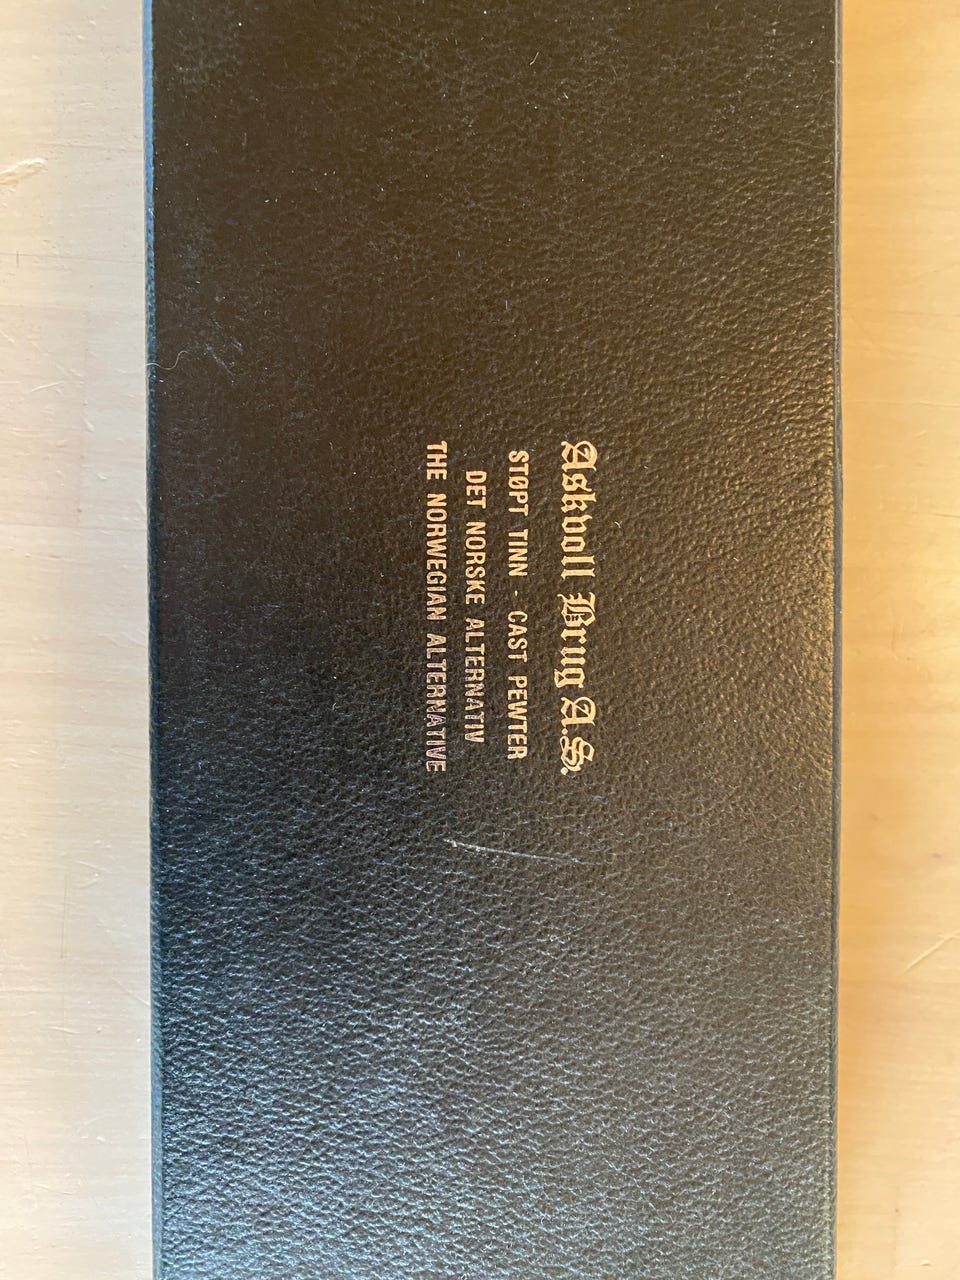 Askvoll Brug A.S.
STØPT TINN - CAST PEWTER
DET NORSKE ALTERNATIV
THE NORWEGIAN ALTERNATIVE